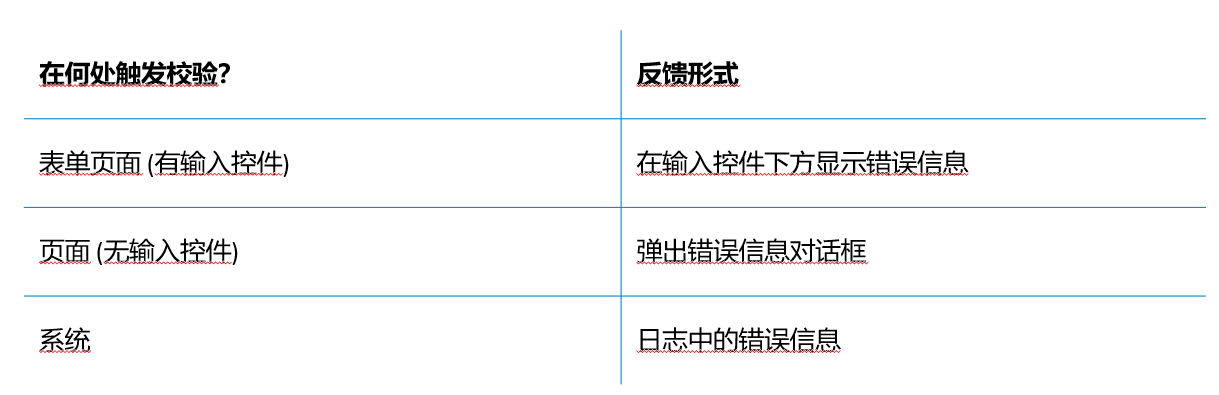 在何处触发校验?
反馈形式
表单页面 (有输入控件)
在输入控件下方显示错误信息
页面 (无输入控件)
弹出错误信息对话框
系统
日志中的错误信息